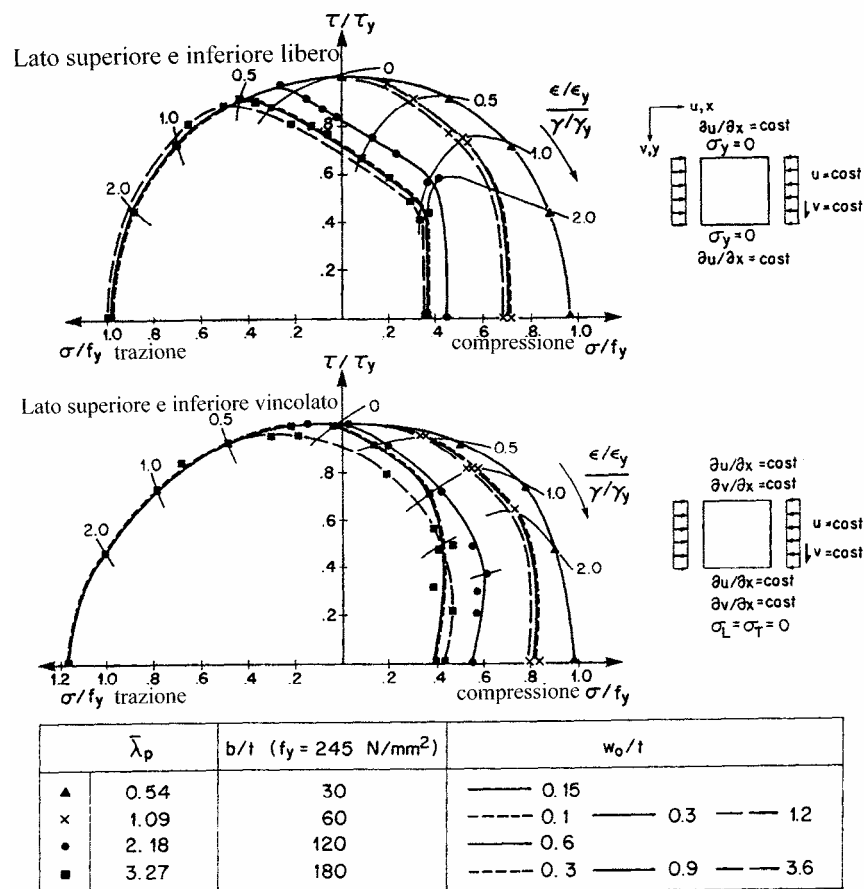 τ/τy
Lato superiore e inferiore libero
0
0.5
0.5
ϵ/ϵy
γ/γy
1.0
.8
1.0
.6
2.0
2.0
.4
.2
1.0 .8 .6 .4 .2 .2 .4 .6 .8 1.0
σ/fy trazione
compressione σ/fy
u,x
v,y
∂u/∂x = cost
σy = 0
u = cost
v = cost
σy = 0
∂u/∂x = cost
τ/τy
Lato superiore e inferiore vincolato
0
0.5
0.5
ϵ/ϵy
γ/γy
1.0
.8
1.0
.6
2.0
2.0
.4
.2
1.2 1.0 .8 .6 .4 .2 .2 .4 .6 .8 1.0
σ/fy trazione
compressione σ/fy
∂u/∂x = cost
∂v/∂x = cost
u = cost
v = cost
∂u/∂x = cost
∂v/∂x = cost
σL = σT = 0
λ̄p b/t (fy = 245 N/mm²) wo/t
▲ 0.54 30 0.15
× 1.09 60 0.1 0.3 1.2
● 2.18 120 0.6
■ 3.27 180 0.3 0.9 3.6